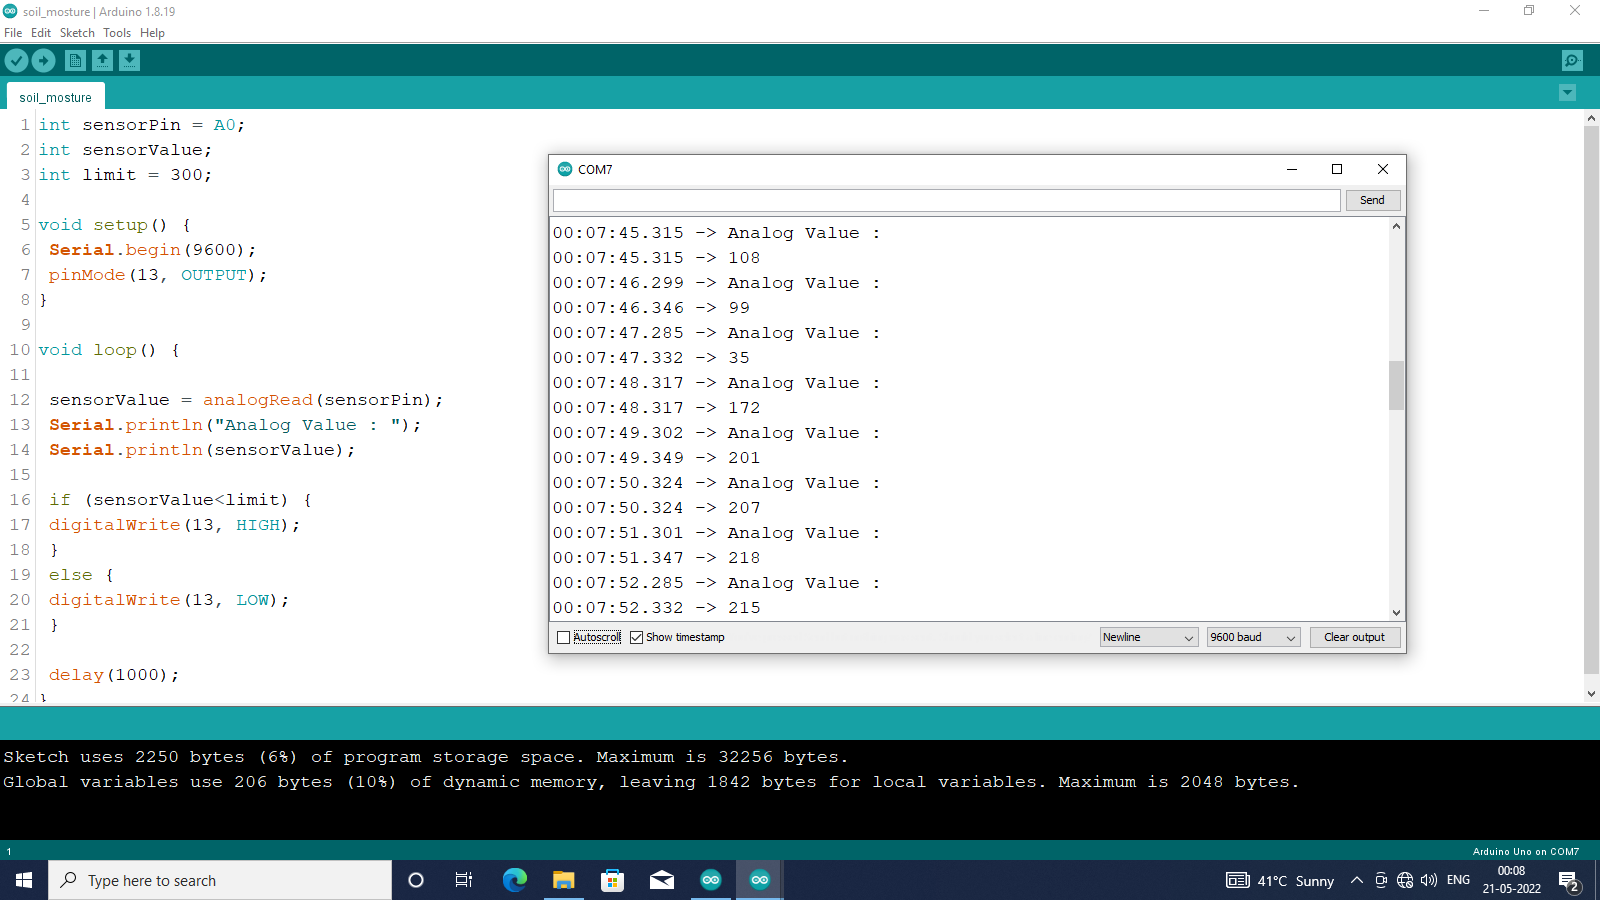 soil_mosture | Arduino 1.8.19
File Edit Sketch Tools Help
soil_mosture
1 int sensorPin = A0;
2 int sensorValue;
3 int limit = 300;
4
5 void setup() {
6 Serial.begin(9600);
7 pinMode(13, OUTPUT);
8 }
9
10 void loop() {
11
12 sensorValue = analogRead(sensorPin);
13 Serial.println("Analog Value : ");
14 Serial.println(sensorValue);
15
16 if (sensorValue<limit) {
17 digitalWrite(13, HIGH);
18 }
19 else {
20 digitalWrite(13, LOW);
21 }
22
23 delay(1000);
24 }
COM7
Send
00:07:45.315 -> Analog Value :
00:07:45.315 -> 108
00:07:46.299 -> Analog Value :
00:07:46.346 -> 99
00:07:47.285 -> Analog Value :
00:07:47.332 -> 35
00:07:48.317 -> Analog Value :
00:07:48.317 -> 172
00:07:49.302 -> Analog Value :
00:07:49.349 -> 201
00:07:50.324 -> Analog Value :
00:07:50.324 -> 207
00:07:51.301 -> Analog Value :
00:07:51.347 -> 218
00:07:52.285 -> Analog Value :
00:07:52.332 -> 215
Autoscroll Show timestamp Newline 9600 baud Clear output
Sketch uses 2250 bytes (6%) of program storage space. Maximum is 32256 bytes.
Global variables use 206 bytes (10%) of dynamic memory, leaving 1842 bytes for local variables. Maximum is 2048 bytes.
1 Arduino Uno on COM7
Type here to search
41°C Sunny
ENG
00:08
21-05-2022
2